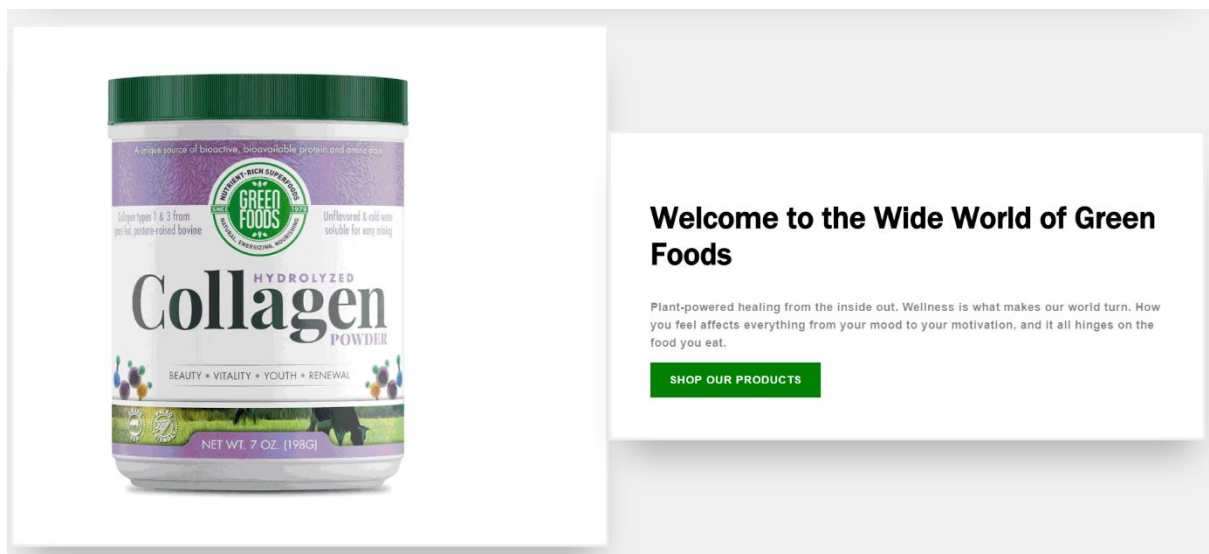 A unique source of bioactive, bioavailable protein and amino acids
NUTRIENT-RICH SUPERFOODS
SINCE 1979
GREEN
FOODS
NATURAL, ENERGIZING, NOURISHING
Collagen types 1 & 3 from
grass-fed, pasture-raised bovine
Unflavored & cold-water
soluble for easy mixing
HYDROLYZED
Collagen
POWDER
BEAUTY • VITALITY • YOUTH • RENEWAL
NET WT. 7 OZ. (198G)
Welcome to the Wide World of Green
Foods
Plant-powered healing from the inside out. Wellness is what makes our world turn. How
you feel affects everything from your mood to your motivation, and it all hinges on the
food you eat.
SHOP OUR PRODUCTS